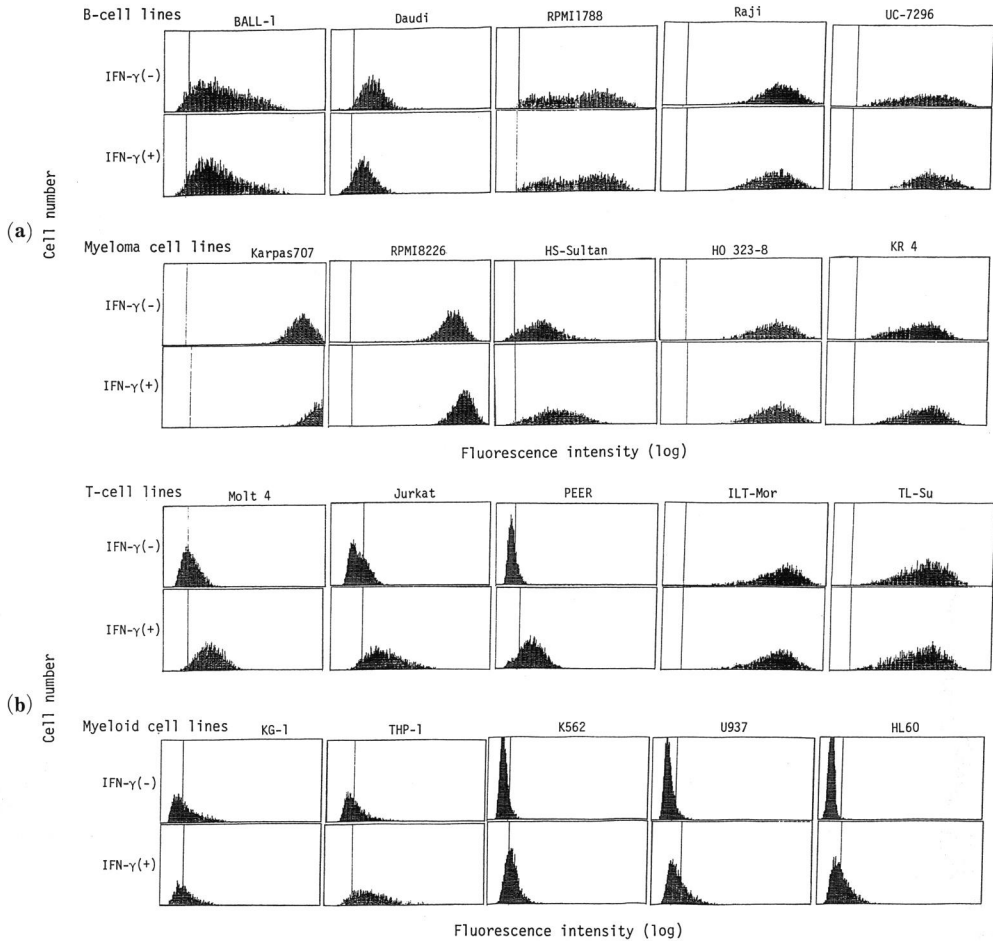 B-cell lines
BALL-1 Daudi RPMI1788 Raji UC-7296
IFN-γ(-)
IFN-γ(+)
(a)
Cell number
Myeloma cell lines
Karpas707 RPMI8226 HS-Sultan HO 323-8 KR 4
IFN-γ(-)
IFN-γ(+)
Fluorescence intensity (log)
T-cell lines
Molt 4 Jurkat PEER ILT-Mor TL-Su
IFN-γ(-)
IFN-γ(+)
(b)
Cell number
Myeloid cell lines
KG-1 THP-1 K562 U937 HL60
IFN-γ(-)
IFN-γ(+)
Fluorescence intensity (log)